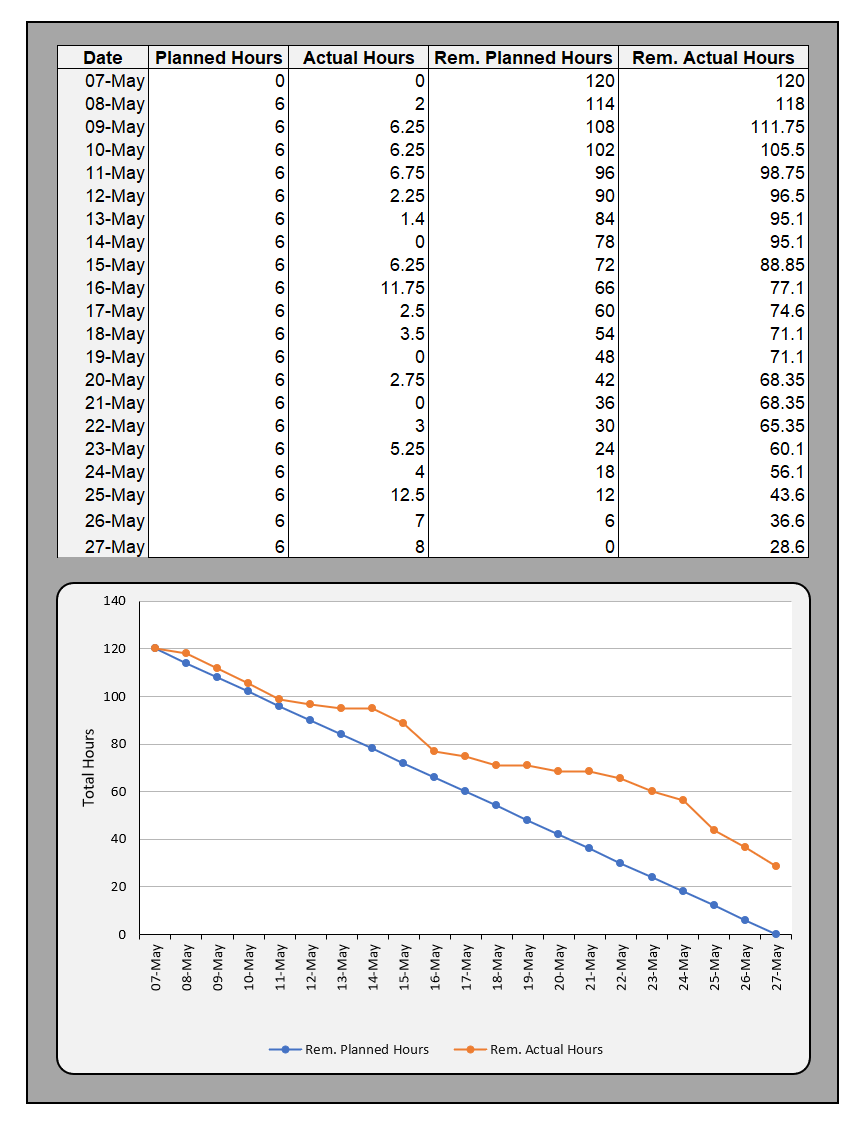 Date Planned Hours Actual Hours Rem. Planned Hours Rem. Actual Hours
07-May 0 0 120 120
08-May 6 2 114 118
09-May 6 6.25 108 111.75
10-May 6 6.25 102 105.5
11-May 6 6.75 96 98.75
12-May 6 2.25 90 96.5
13-May 6 1.4 84 95.1
14-May 6 0 78 95.1
15-May 6 6.25 72 88.85
16-May 6 11.75 66 77.1
17-May 6 2.5 60 74.6
18-May 6 3.5 54 71.1
19-May 6 0 48 71.1
20-May 6 2.75 42 68.35
21-May 6 0 36 68.35
22-May 6 3 30 65.35
23-May 6 5.25 24 60.1
24-May 6 4 18 56.1
25-May 6 12.5 12 43.6
26-May 6 7 6 36.6
27-May 6 8 0 28.6
140
120
100
80
60
40
20
0
Total Hours
07-May 08-May 09-May 10-May 11-May 12-May 13-May 14-May 15-May 16-May 17-May 18-May 19-May 20-May 21-May 22-May 23-May 24-May 25-May 26-May 27-May
Rem. Planned Hours Rem. Actual Hours